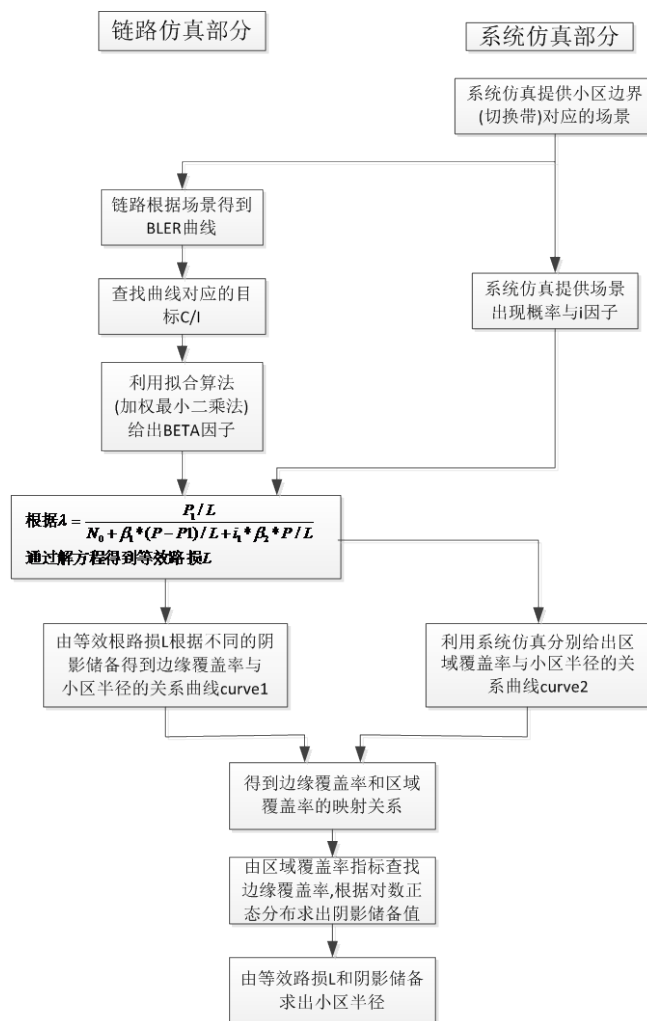 链路仿真部分
系统仿真部分
系统仿真提供小区边界
(切换带)对应的场景
链路根据场景得到
BLER曲线
查找曲线对应的目
标C/I
系统仿真提供场景
出现概率与i因子
利用拟合算法
(加权最小二乘法)
给出BETA因子
根据λ = P₁/L / (N₀+β₁*(P−P1)/L+i₁*β₂*P/L)
通过解方程得到等效路损L
由等效根路损L根据不同的阴
影储备得到边缘覆盖率与
小区半径的关系曲线curve1
利用系统仿真分别给出区
域覆盖率与小区半径的关
系曲线curve2
得到边缘覆盖率和区域
覆盖率的映射关系
由区域覆盖率指标查找
边缘覆盖率,根据对数正
态分布求出阴影储备值
由等效路损L和阴影储备
求出小区半径